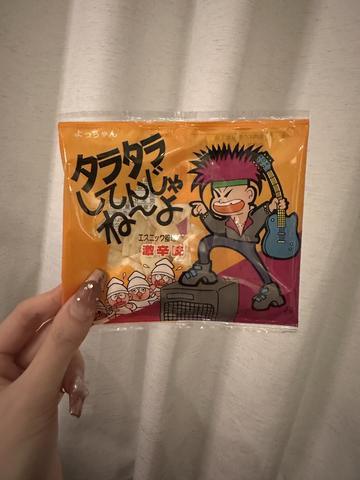 よっちゃん
タラタラ
してんじゃ
ね〜よ
エスニック風味
激辛味